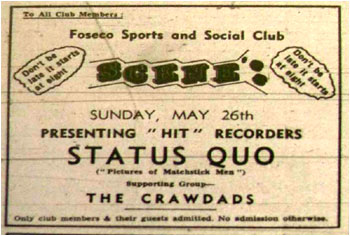 To All Club Members :
Foseco Sports and Social Club
Don't be
late it starts
at eight
SCENE '68
Don't be
late it starts
at eight
SUNDAY, MAY 26th
PRESENTING "HIT" RECORDERS
STATUS QUO
("Pictures of Matchstick Men")
Supporting Group—
THE CRAWDADS
Only club members & their guests admitted. No admission otherwise.